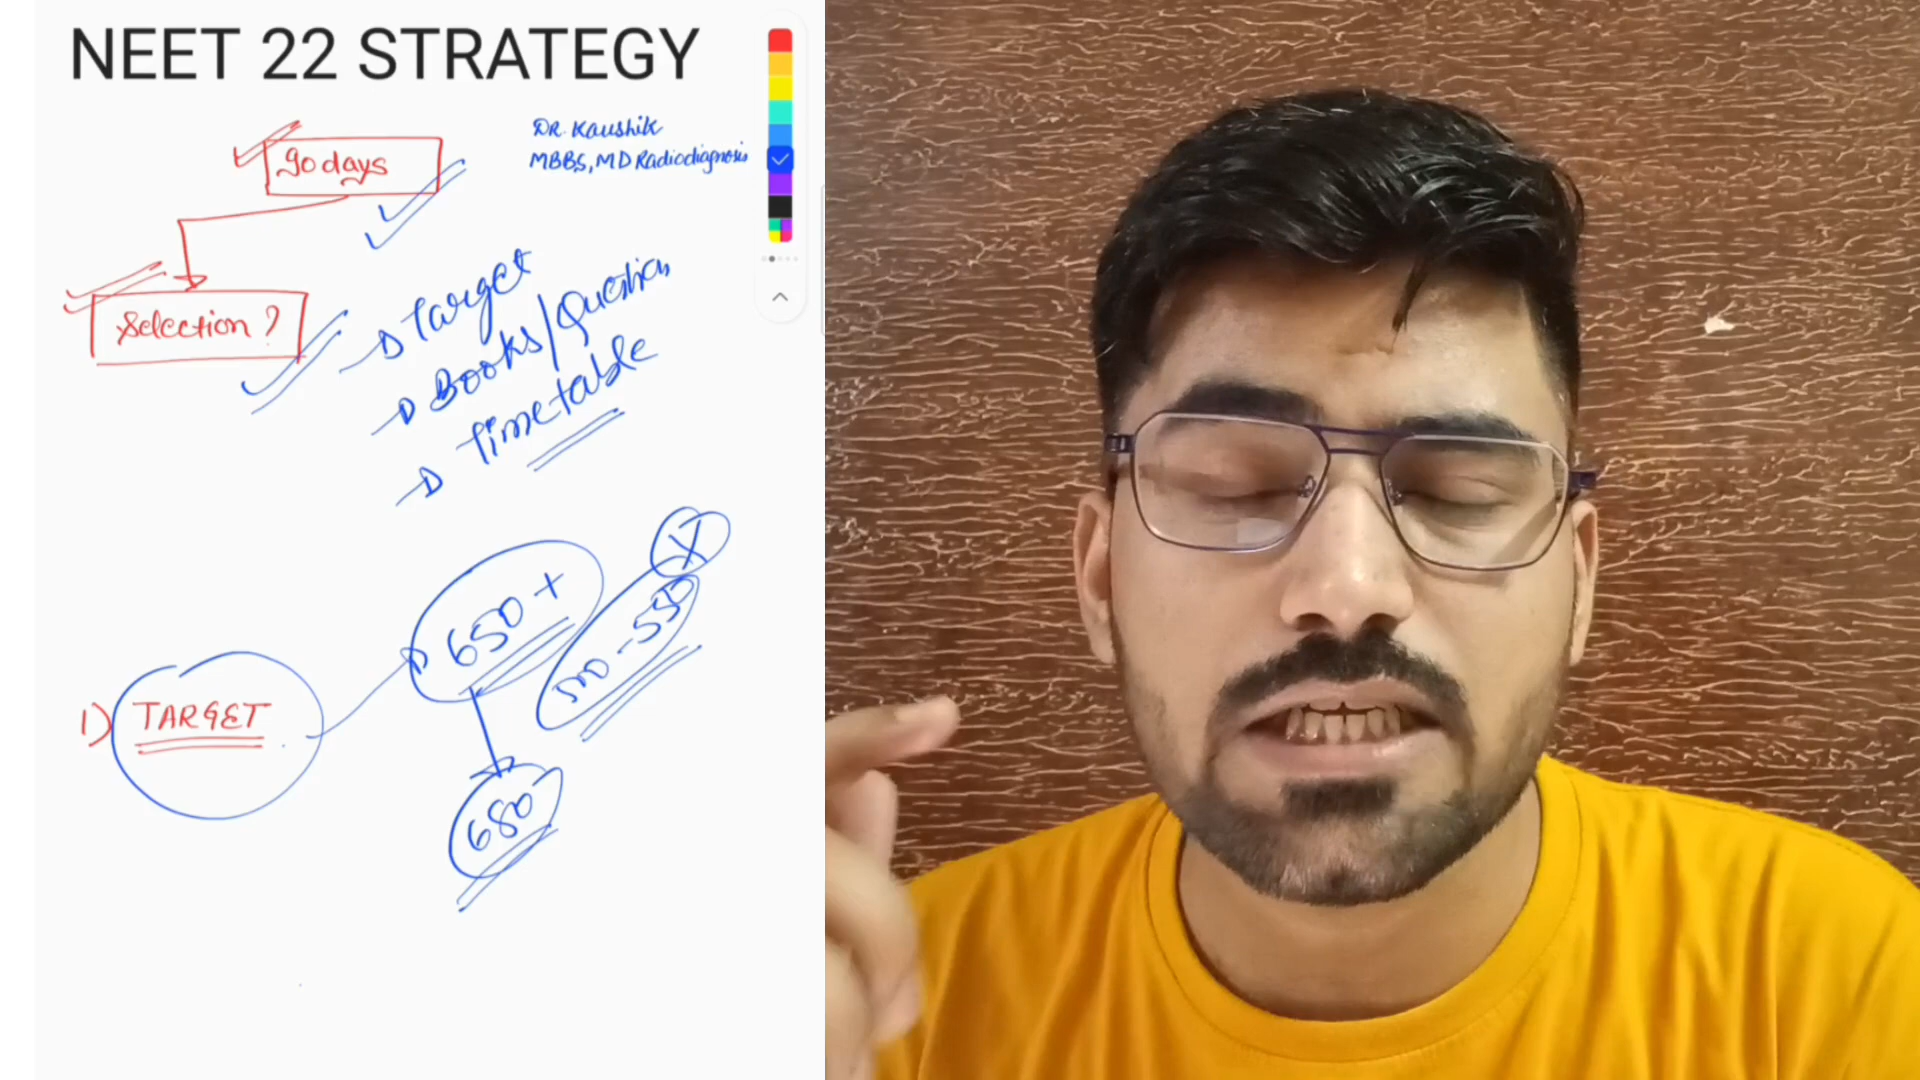 NEET 22 STRATEGY
DR. Kaushik
MBBS, MD Radiodiagnosis
90 days
Selection ?
Target
Books/Question
Timetable
X
650 +
500 - 550
1) TARGET
680